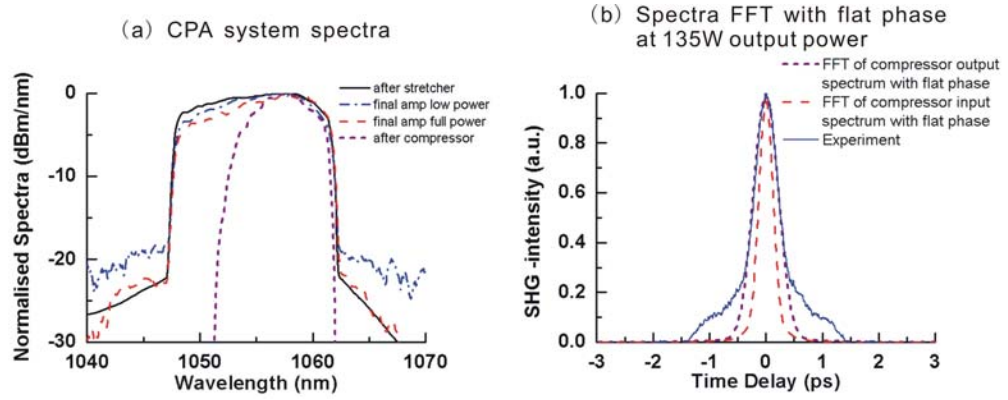 (a) CPA system spectra
after stretcher
final amp low power
final amp full power
after compressor
0
-10
-20
-30
Normalised Spectra (dBm/nm)
1040
1050
1060
1070
Wavelength (nm)
(b) Spectra FFT with flat phase
at 135W output power
FFT of compressor output
spectrum with flat phase
FFT of compressor input
spectrum with flat phase
Experiment
1.0
0.8
0.6
0.4
0.2
0.0
SHG -intensity (a.u.)
-3
-2
-1
0
1
2
3
Time Delay (ps)